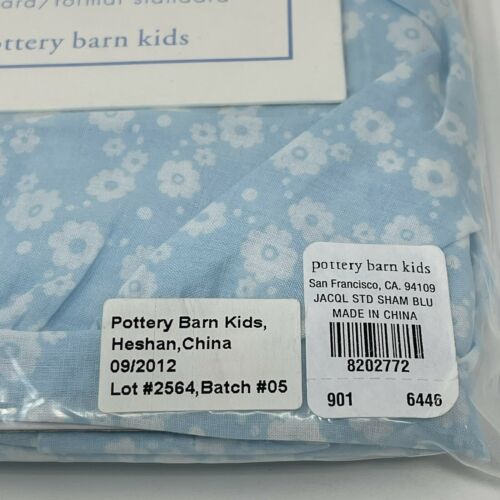 standard
pottery barn kids
Pottery Barn Kids,
Heshan,China
09/2012
Lot #2564,Batch #05
pottery barn kids
San Francisco, CA. 94109
JACQL STD SHAM BLU
MADE IN CHINA
8202772
901 6446